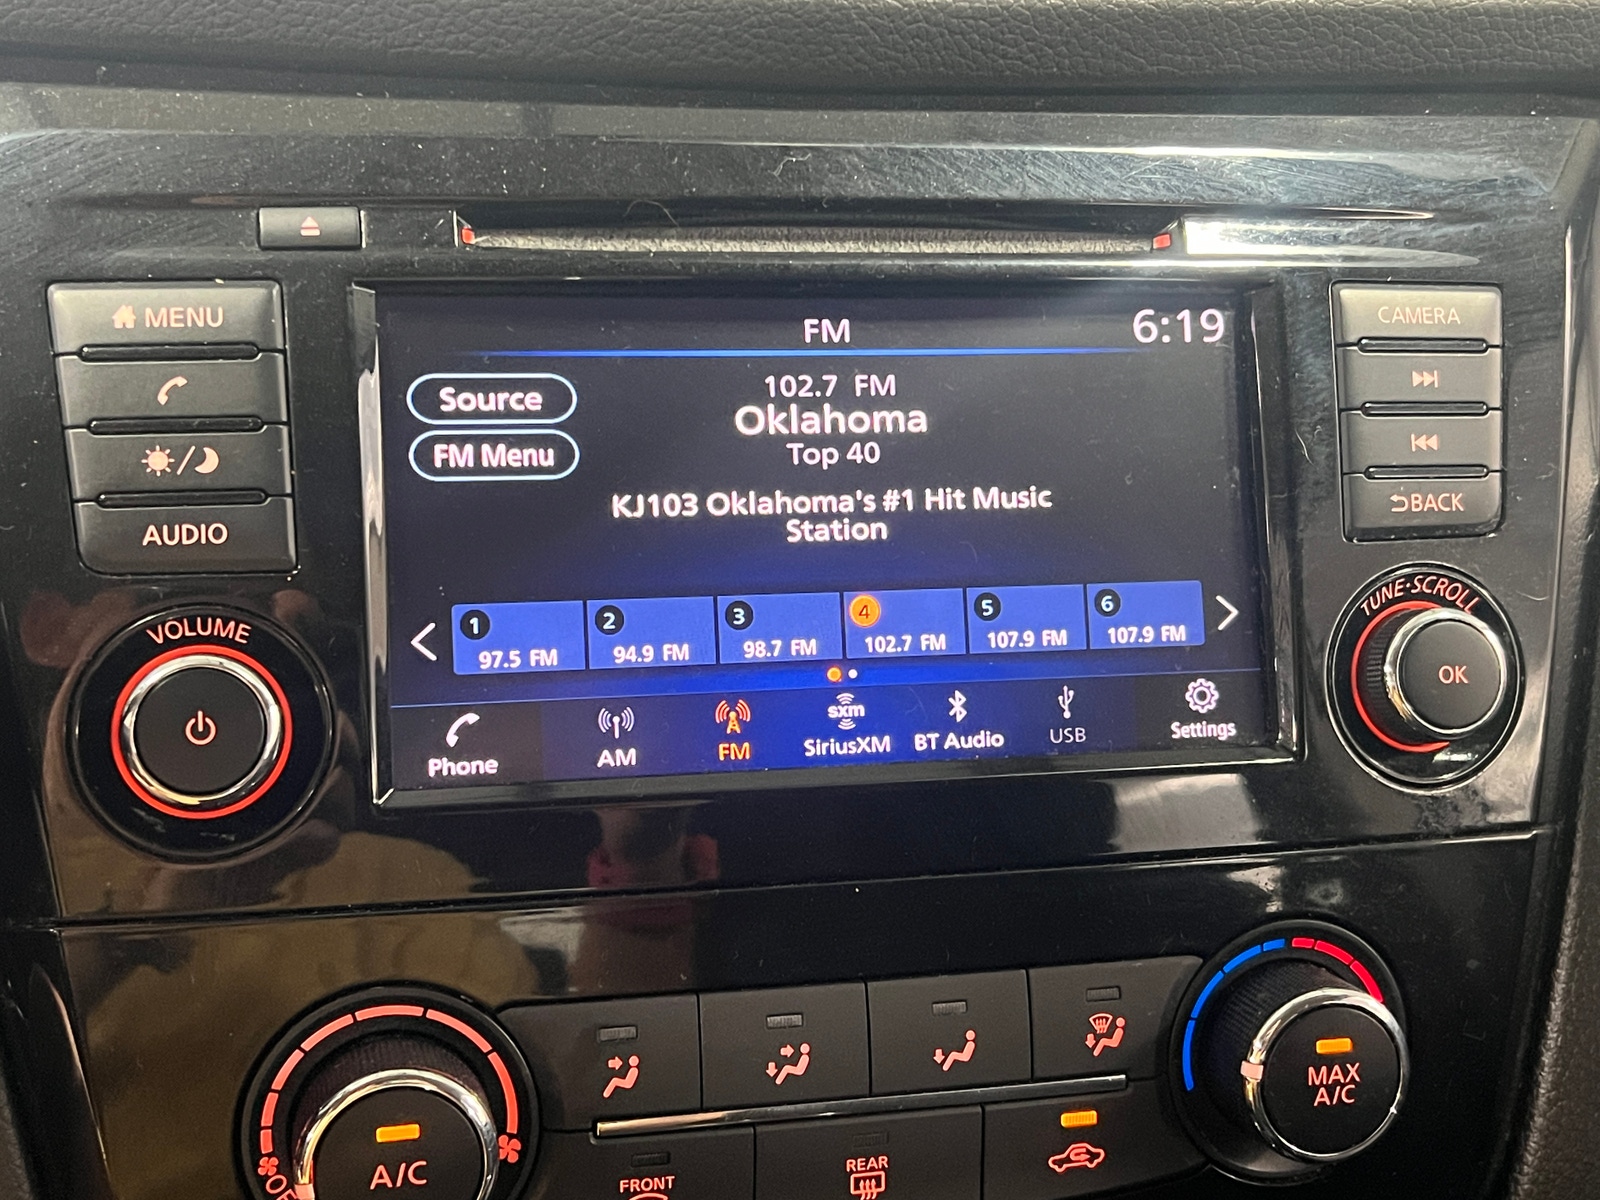 MENU
AUDIO
VOLUME
FM
6:19
Source
FM Menu
102.7 FM
Oklahoma
Top 40
KJ103 Oklahoma's #1 Hit Music
Station
1
97.5 FM
2
94.9 FM
3
98.7 FM
4
102.7 FM
5
107.9 FM
6
107.9 FM
Phone
AM
FM
sxm
SiriusXM
BT Audio
USB
Settings
CAMERA
BACK
TUNE·SCROLL
OK
A/C
FRONT
REAR
MAX
A/C